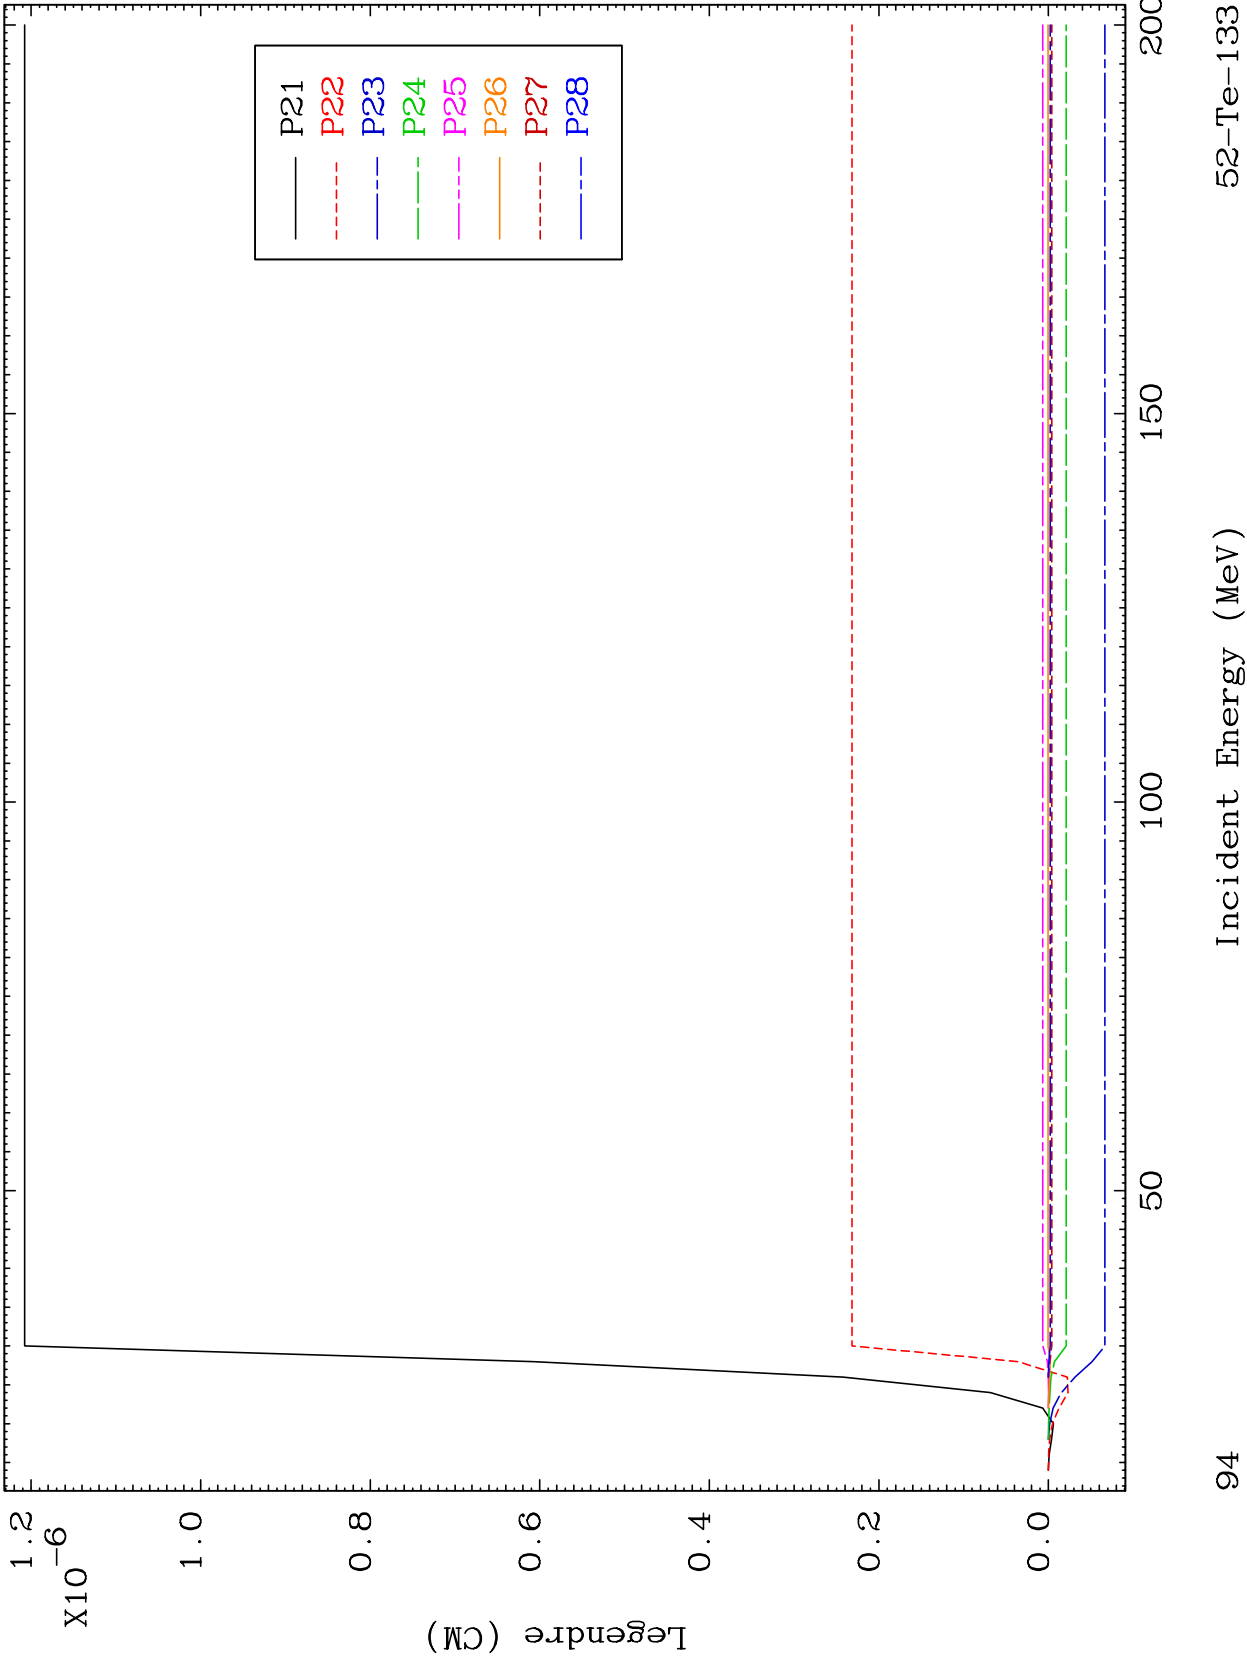 P21
P22
P23
P24
P25
P26
P27
P28
1.2
1.0
0.8
0.6
0.4
0.2
0.0
X10
-6
Legendre (CM)
50
100
150
200
Incident Energy (MeV)
94
52-Te-133